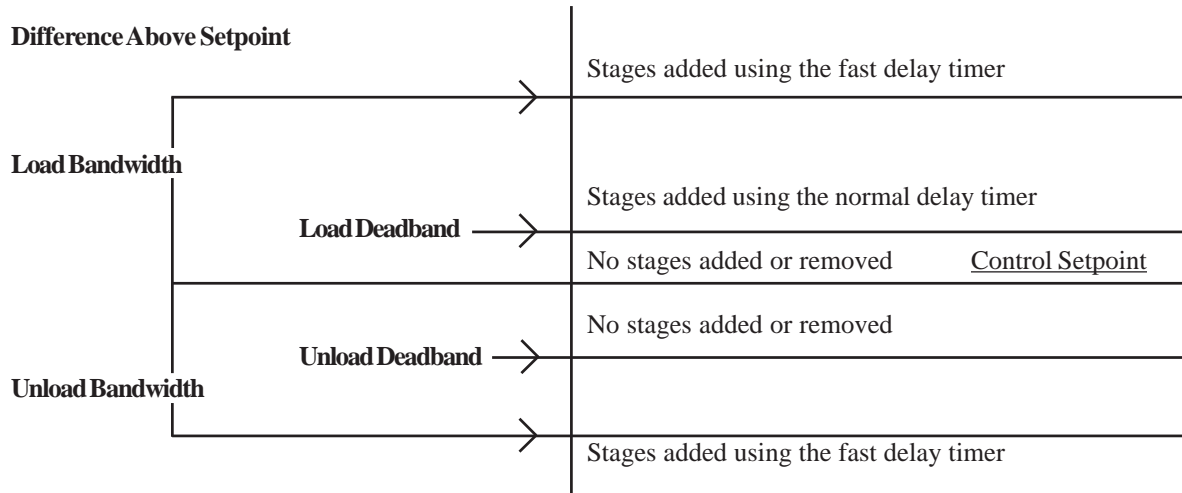 Difference Above Setpoint
Stages added using the fast delay timer
Load Bandwidth
Stages added using the normal delay timer
Load Deadband
No stages added or removed Control Setpoint
No stages added or removed
Unload Deadband
Unload Bandwidth
Stages added using the fast delay timer